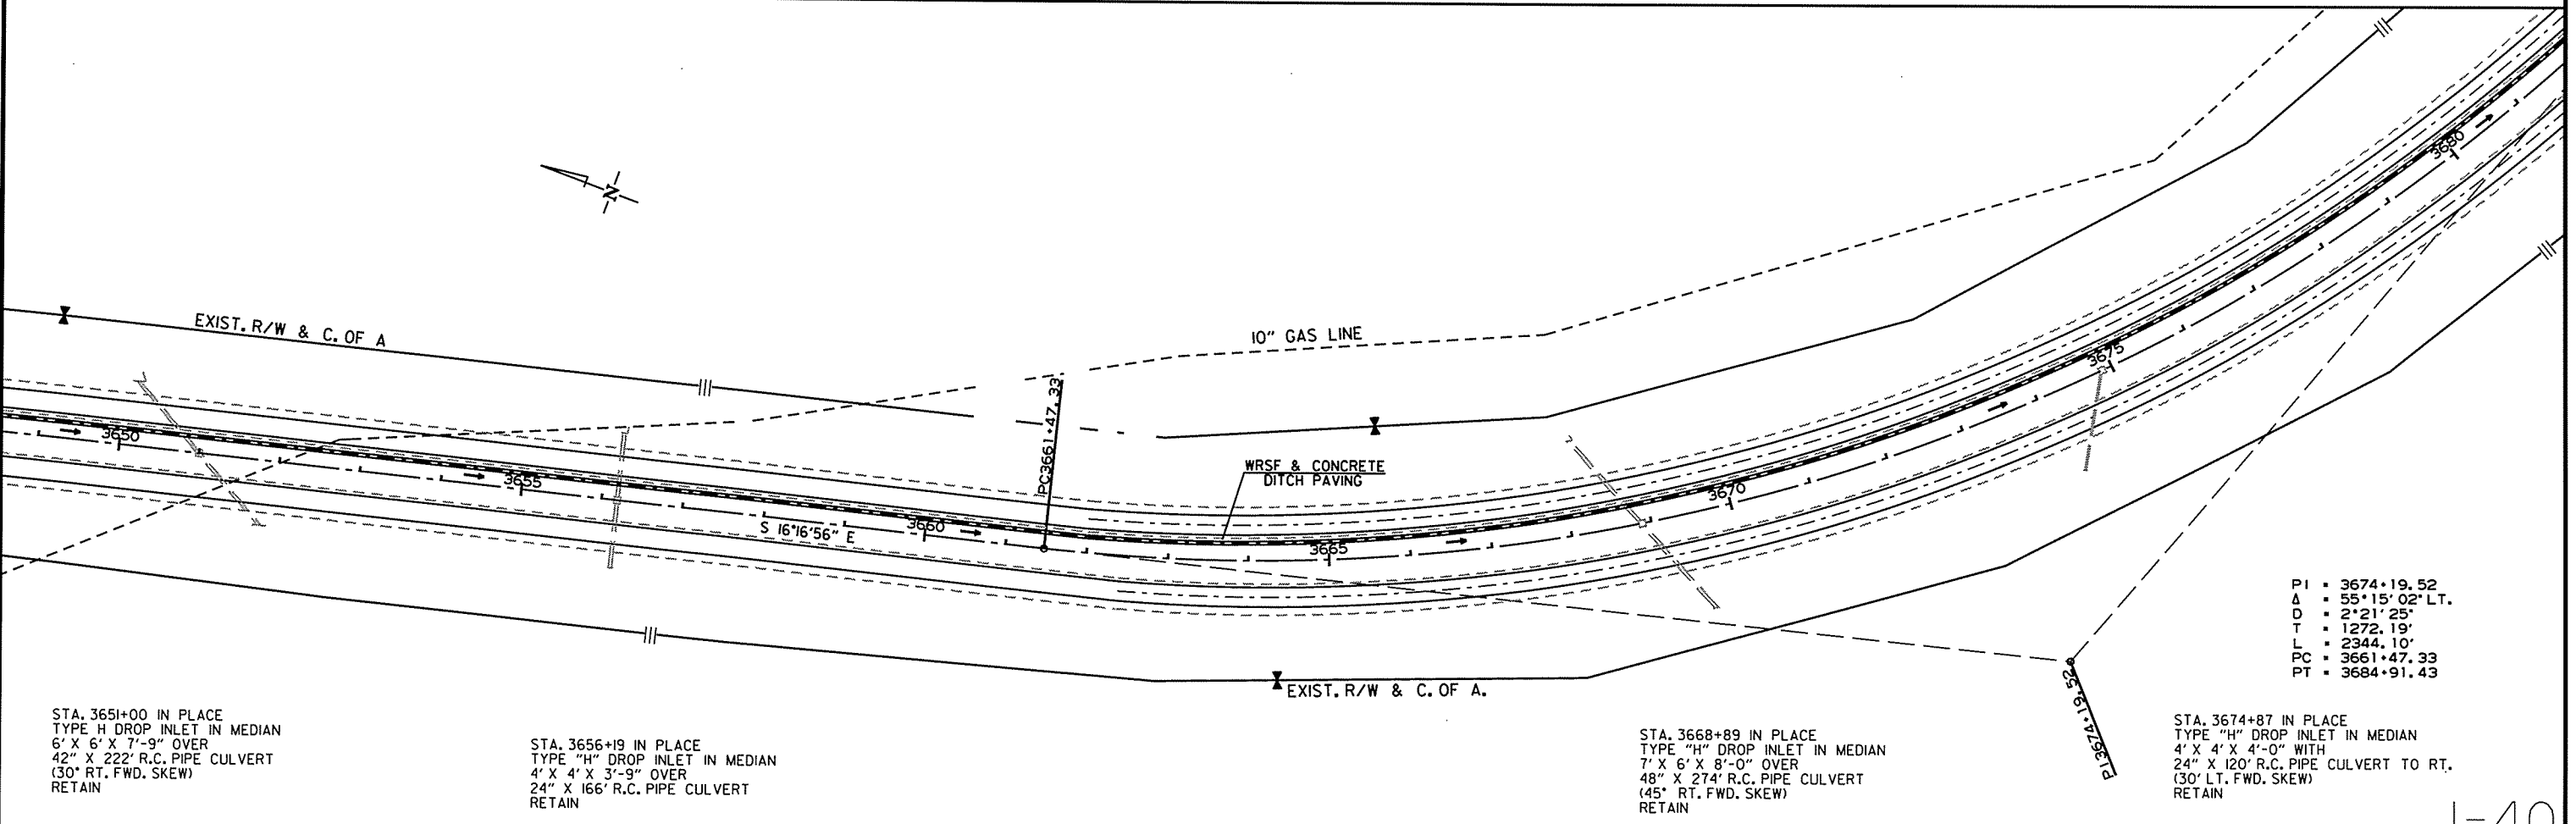 N
EXIST. R/W & C. OF A
10" GAS LINE
PC3661+47.33
3650
3655
3660
3665
3670
3675
3680
S 16°16'56" E
WRSF & CONCRETE
DITCH PAVING
EXIST. R/W & C. OF A.
PI3674+19.52
PI = 3674+19.52
Δ = 55°15'02" LT.
D = 2°21'25"
T = 1272.19'
L = 2344.10'
PC = 3661+47.33
PT = 3684+91.43
STA. 3651+00 IN PLACE
TYPE H DROP INLET IN MEDIAN
6' X 6' X 7'-9" OVER
42" X 222' R.C. PIPE CULVERT
(30° RT. FWD. SKEW)
RETAIN
STA. 3656+19 IN PLACE
TYPE "H" DROP INLET IN MEDIAN
4' X 4' X 3'-9" OVER
24" X 166' R.C. PIPE CULVERT
RETAIN
STA. 3668+89 IN PLACE
TYPE "H" DROP INLET IN MEDIAN
7' X 6' X 8'-0" OVER
48" X 274' R.C. PIPE CULVERT
(45° RT. FWD. SKEW)
RETAIN
STA. 3674+87 IN PLACE
TYPE "H" DROP INLET IN MEDIAN
4' X 4' X 4'-0" WITH
24" X 120' R.C. PIPE CULVERT TO RT.
(30' LT. FWD. SKEW)
RETAIN
I-40